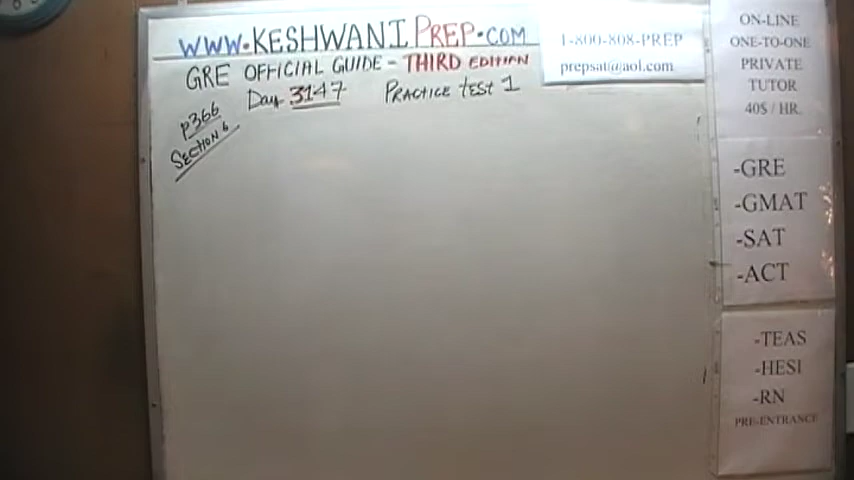 WWW.KESHWANIPREP.COM
GRE OFFICIAL GUIDE - THIRD EDITION
Day 3147 PRACTICE test 1
p366
SECTION 6
1-800-808-PREP
prepsat@aol.com
ON-LINE
ONE-TO-ONE
PRIVATE
TUTOR
40$ / HR.
-GRE
-GMAT
-SAT
-ACT
-TEAS
-HESI
-RN
PRE-ENTRANCE